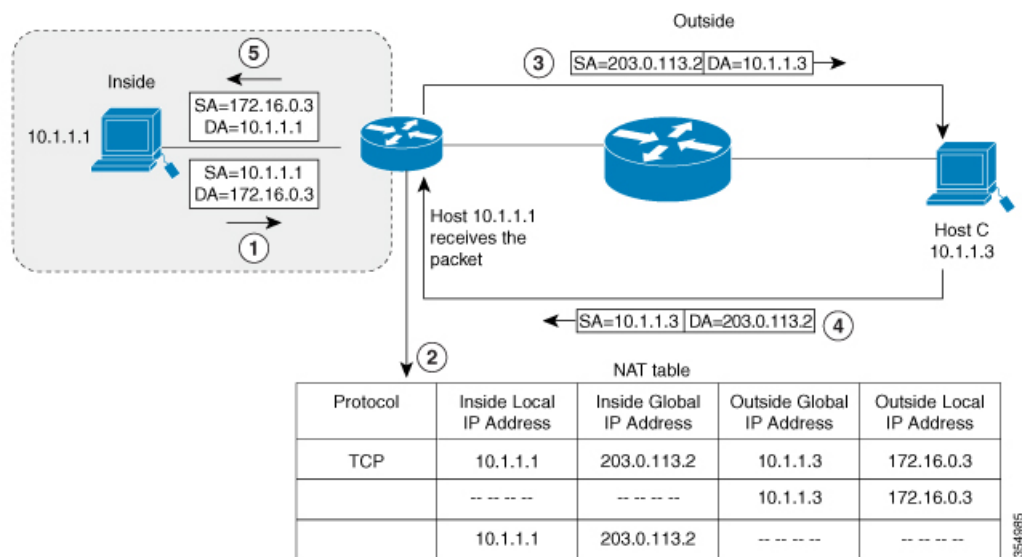 Outside
5
3
SA=203.0.113.2 DA=10.1.1.3
Inside
SA=172.16.0.3
DA=10.1.1.1
10.1.1.1
SA=10.1.1.1
DA=172.16.0.3
1
Host 10.1.1.1
receives the
packet
Host C
10.1.1.3
SA=10.1.1.3 DA=203.0.113.2
4
2
NAT table
Protocol
Inside Local
IP Address
Inside Global
IP Address
Outside Global
IP Address
Outside Local
IP Address
TCP 10.1.1.1 203.0.113.2 10.1.1.3 172.16.0.3
-- -- -- -- -- -- -- -- 10.1.1.3 172.16.0.3
10.1.1.1 203.0.113.2 -- -- -- -- -- -- -- --